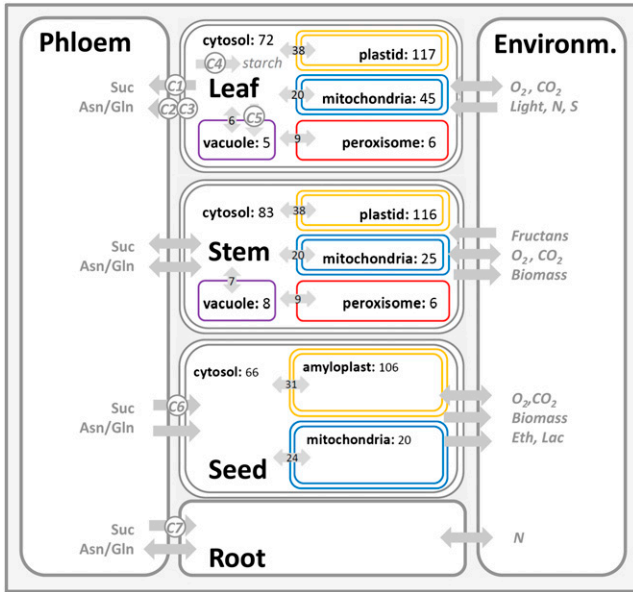 Phloem
Environm.
cytosol: 72
38
plastid: 117
C4 starch
C1
Suc
Leaf
20
mitochondria: 45
O₂, CO₂
C2 C3
Asn/Gln
Light, N, S
6
C5
vacuole: 5
9
peroxisome: 6
cytosol: 83
38
plastid: 116
Fructans
Suc
Stem
20
mitochondria: 25
O₂, CO₂
Asn/Gln
Biomass
7
vacuole: 8
9
peroxisome: 6
cytosol: 66
amyloplast: 106
31
O₂,CO₂
Suc
C6
Biomass
Asn/Gln
Eth, Lac
mitochondria: 20
24
Seed
Suc
C7
Asn/Gln
Root
N